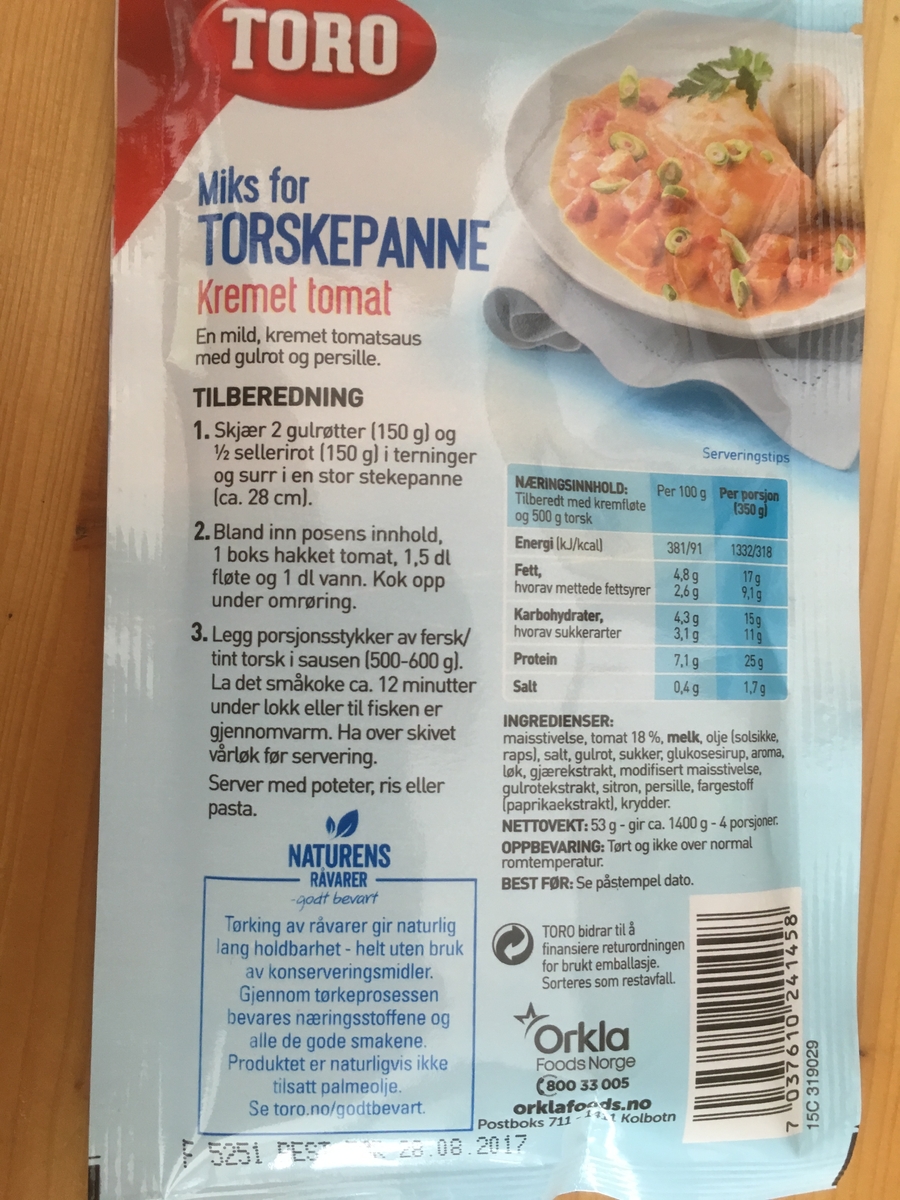 TORO
Miks for
TORSKEPANNE
Kremet tomat
En mild, kremet tomatsaus
med gulrot og persille.
TILBEREDNING
1. Skjær 2 gulrøtter (150 g) og
½ sellerirot (150 g) i terninger
og surr i en stor stekepanne
(ca. 28 cm).
2. Bland inn posens innhold,
1 boks hakket tomat, 1,5 dl
fløte og 1 dl vann. Kok opp
under omrøring.
3. Legg porsjonsstykker av fersk/
tint torsk i sausen (500-600 g).
La det småkoke ca. 12 minutter
under lokk eller til fisken er
gjennomvarm. Ha over skivet
vårløk før servering.
Server med poteter, ris eller
pasta.
NATURENS
RÅVARER
-godt bevart
Tørking av råvarer gir naturlig
lang holdbarhet - helt uten bruk
av konserveringsmidler.
Gjennom tørkeprosessen
bevares næringsstoffene og
alle de gode smakene.
Produktet er naturligvis ikke
tilsatt palmeolje.
Se toro.no/godtbevart.
Serveringstips
NÆRINGSINNHOLD: Per 100 g Per porsjon
Tilberedt med kremfløte (350 g)
og 500 g torsk
Energi (kJ/kcal) 381/91 1332/318
Fett, 4,8 g 17 g
hvorav mettede fettsyrer 2,6 g 9,1 g
Karbohydrater, 4,3 g 15 g
hvorav sukkerarter 3,1 g 11 g
Protein 7,1 g 25 g
Salt 0,4 g 1,7 g
INGREDIENSER:
maisstivelse, tomat 18 %, melk, olje (solsikke,
raps), salt, gulrot, sukker, glukosesirup, aroma,
løk, gjærekstrakt, modifisert maisstivelse,
gulrotekstrakt, sitron, persille, fargestoff
(paprikaekstrakt), krydder.
NETTOVEKT: 53 g - gir ca. 1400 g - 4 porsjoner.
OPPBEVARING: Tørt og ikke over normal
romtemperatur.
BEST FØR: Se påstempel dato.
TORO bidrar til å
finansiere returordningen
for brukt emballasje.
Sorteres som restavfall.
Orkla
Foods Norge
800 33 005
orklafoods.no
Postboks 711 - Kolbotn
7 037610 241458
15C 319029
5251 28.08.2017